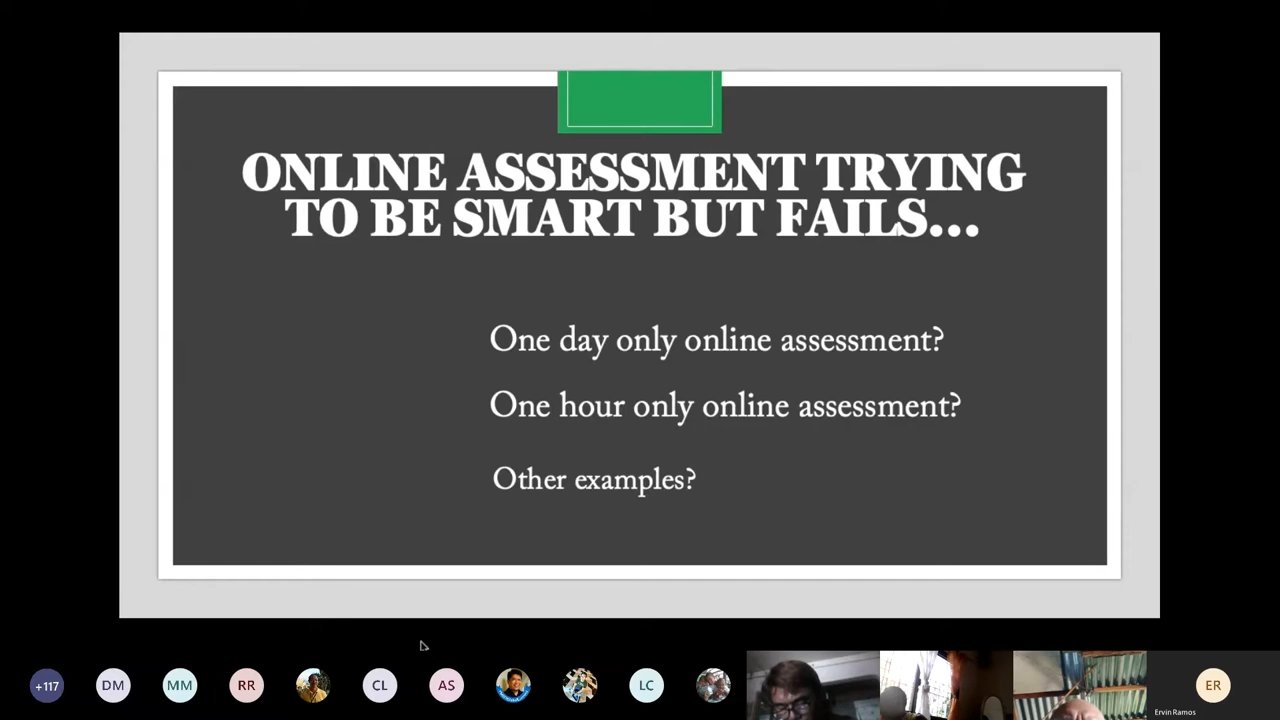 ONLINE ASSESSMENT TRYING
TO BE SMART BUT FAILS...
One day only online assessment?
One hour only online assessment?
Other examples?
+117
DM
MM
RR
CL
AS
LC
ER
Ervin Ramos